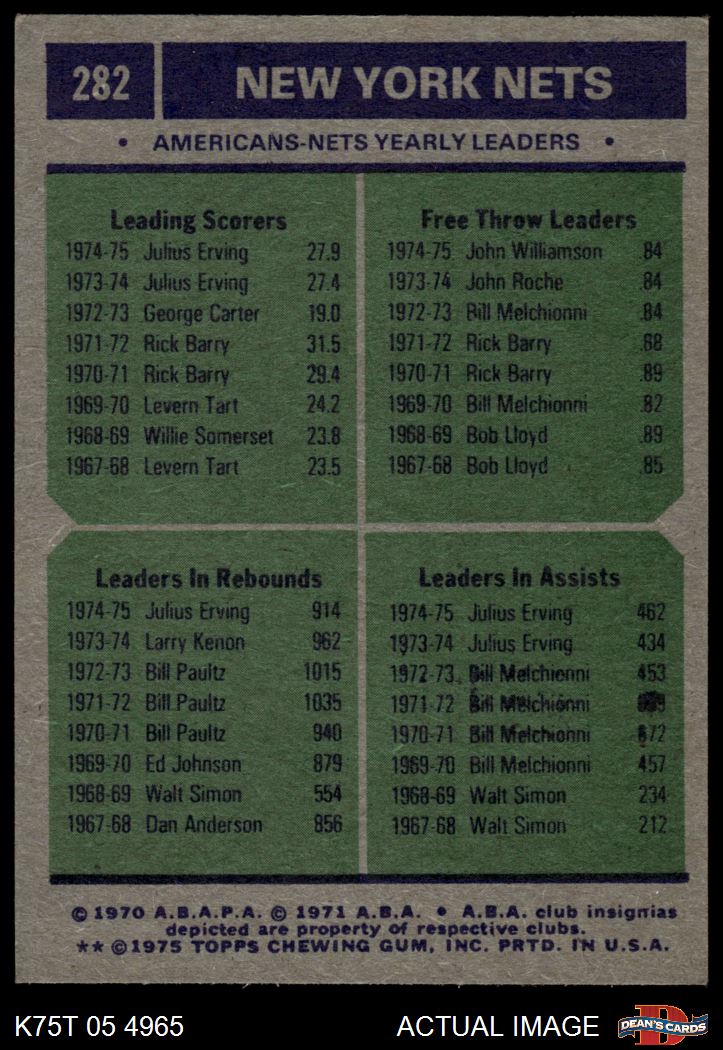 282 NEW YORK NETS
• AMERICANS-NETS YEARLY LEADERS •
Leading Scorers
1974-75 Julius Erving 27.9
1973-74 Julius Erving 27.4
1972-73 George Carter 19.0
1971-72 Rick Barry 31.5
1970-71 Rick Barry 29.4
1969-70 Levern Tart 24.2
1968-69 Willie Somerset 23.8
1967-68 Levern Tart 23.5
Free Throw Leaders
1974-75 John Williamson .84
1973-74 John Roche .84
1972-73 Bill Melchionni .84
1971-72 Rick Barry .88
1970-71 Rick Barry .89
1969-70 Bill Melchionni .82
1968-69 Bob Lloyd .89
1967-68 Bob Lloyd .85
Leaders In Rebounds
1974-75 Julius Erving 914
1973-74 Larry Kenon 962
1972-73 Bill Paultz 1015
1971-72 Bill Paultz 1035
1970-71 Bill Paultz 940
1969-70 Ed Johnson 879
1968-69 Walt Simon 554
1967-68 Dan Anderson 856
Leaders In Assists
1974-75 Julius Erving 462
1973-74 Julius Erving 434
1972-73 Bill Melchionni 453
1971-72 Bill Melchionni
1970-71 Bill Melchionni 672
1969-70 Bill Melchionni 457
1968-69 Walt Simon 234
1967-68 Walt Simon 212
© 1970 A.B.A.P.A. © 1971 A.B.A. • A.B.A. club insignias
depicted are property of respective clubs.
** © 1975 TOPPS CHEWING GUM, INC. PRTD. IN U.S.A.
K75T 05 4965 ACTUAL IMAGE D DEAN'S CARDS